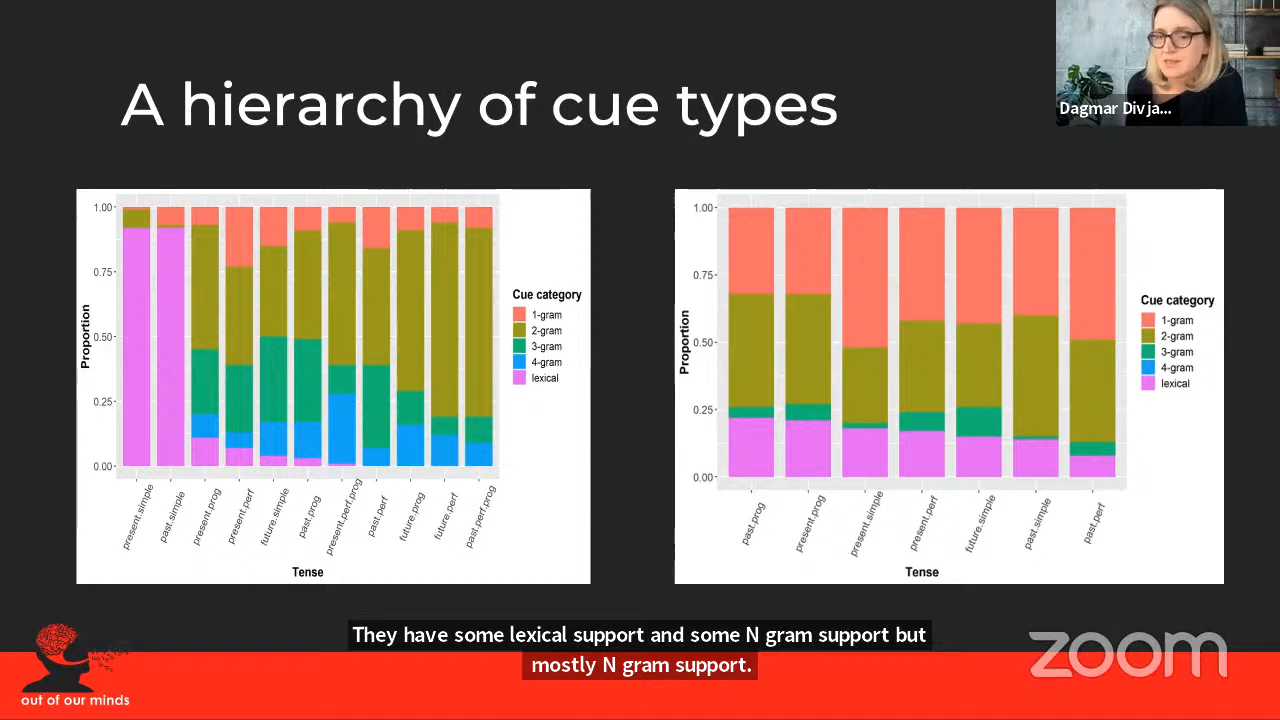 A hierarchy of cue types
Dagmar Divja...
1.00
0.75
0.50
0.25
0.00
Proportion
present.simple
past.simple
present.prog
present.perf
future.simple
past.prog
present.perf.prog
past.perf
future.prog
future.perf
past.perf.prog
Tense
Cue category
1-gram
2-gram
3-gram
4-gram
lexical
1.00
0.75
0.50
0.25
0.00
Proportion
past.prog
present.prog
present.simple
present.perf
future.simple
past.simple
past.perf
Tense
Cue category
1-gram
2-gram
3-gram
4-gram
lexical
They have some lexical support and some N gram support but
mostly N gram support.
zoom
out of our minds